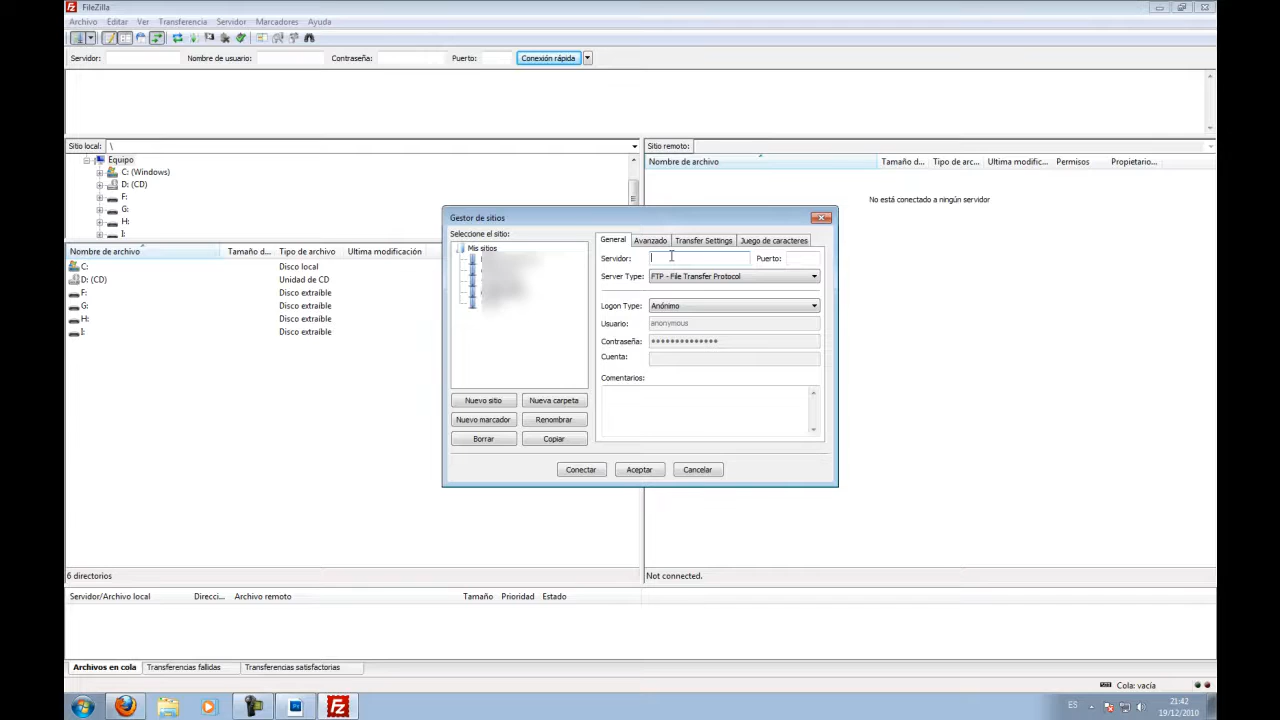 FileZilla
Archivo Editar Ver Transferencia Servidor Marcadores Ayuda
Servidor: Nombre de usuario: Contraseña: Puerto: Conexión rápida
Sitio local: \
Sitio remoto:
Equipo
C: (Windows)
D: (CD)
F:
G:
H:
I:
Nombre de archivo Tamaño d... Tipo de archivo Ultima modificación
C: Disco local
D: (CD) Unidad de CD
F: Disco extraíble
G: Disco extraíble
H: Disco extraíble
I: Disco extraíble
6 directorios
Nombre de archivo Tamaño d... Tipo de arc... Ultima modific... Permisos Propietario...
No está conectado a ningún servidor
Not connected.
Gestor de sitios
Seleccione el sitio:
Mis sitios
Nuevo sitio Nueva carpeta
Nuevo marcador Renombrar
Borrar Copiar
General Avanzado Transfer Settings Juego de caracteres
Servidor: Puerto:
Server Type: FTP - File Transfer Protocol
Logon Type: Anónimo
Usuario: anonymous
Contraseña: ••••••••••••••
Cuenta:
Comentarios:
Conectar Aceptar Cancelar
Servidor/Archivo local Direcci... Archivo remoto Tamaño Prioridad Estado
Archivos en cola Transferencias fallidas Transferencias satisfactorias
Cola: vacía
ES
21:42
19/12/2010